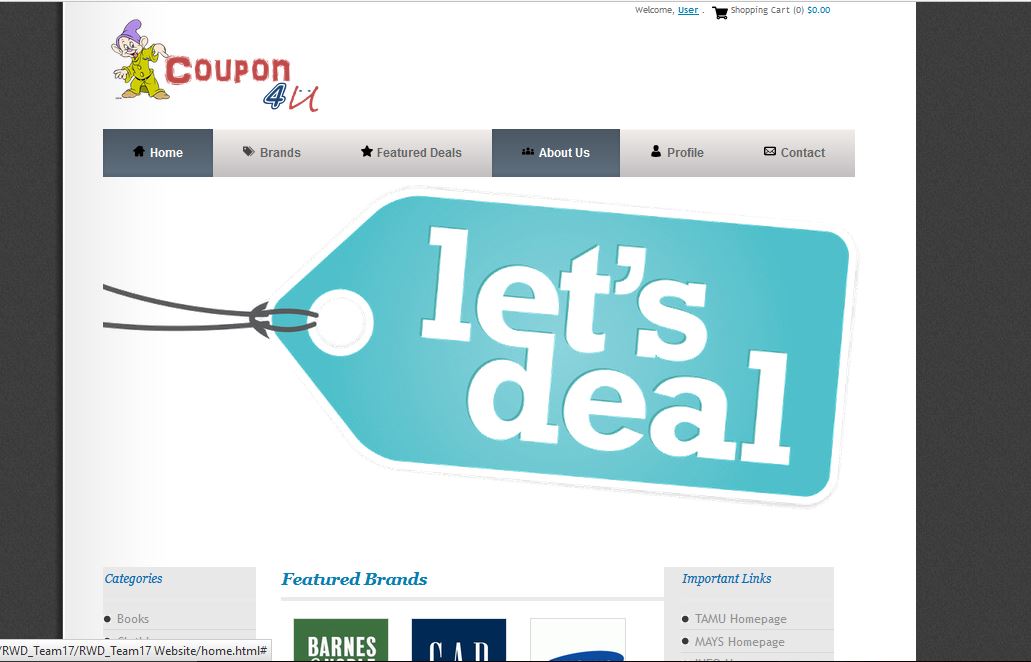 Welcome, User . Shopping Cart (0) $0.00
Coupon
4U
Home Brands Featured Deals About Us Profile Contact
let's
deal
Categories
Featured Brands
Important Links
Books
TAMU Homepage
BARNES
GAP
MAYS Homepage
/RWD_Team17/RWD_Team17 Website/home.html#